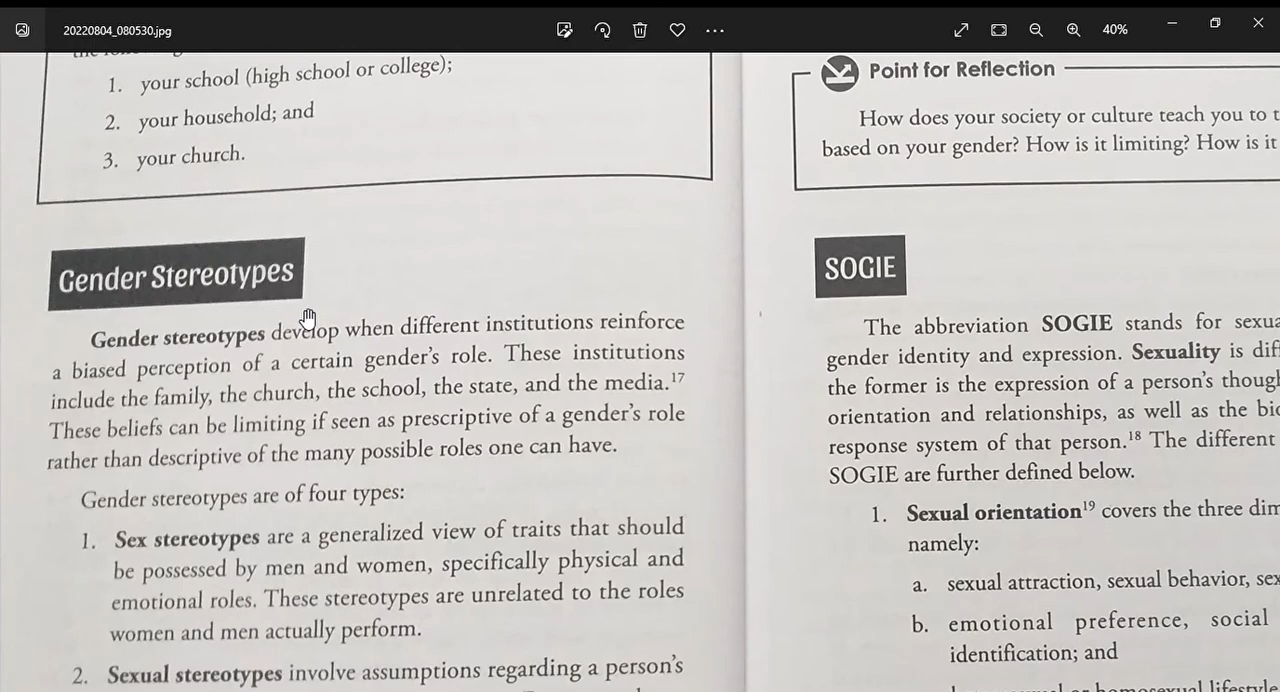 20220804_080530.jpg
40%
1. your school (high school or college);
2. your household; and
3. your church.
Gender Stereotypes
Gender stereotypes develop when different institutions reinforce
a biased perception of a certain gender's role. These institutions
include the family, the church, the school, the state, and the media.17
These beliefs can be limiting if seen as prescriptive of a gender's role
rather than descriptive of the many possible roles one can have.
Gender stereotypes are of four types:
1. Sex stereotypes are a generalized view of traits that should
be possessed by men and women, specifically physical and
emotional roles. These stereotypes are unrelated to the roles
women and men actually perform.
2. Sexual stereotypes involve assumptions regarding a person's
Point for Reflection
How does your society or culture teach you to
based on your gender? How is it limiting? How is it
SOGIE
The abbreviation SOGIE stands for
gender identity and expression. Sexuality is
the former is the expression of a person's
orientation and relationships, as well as the
response system of that person.18 The different
SOGIE are further defined below.
1. Sexual orientation19 covers the three
namely:
a. sexual attraction, sexual behavior,
b. emotional preference, social
identification; and